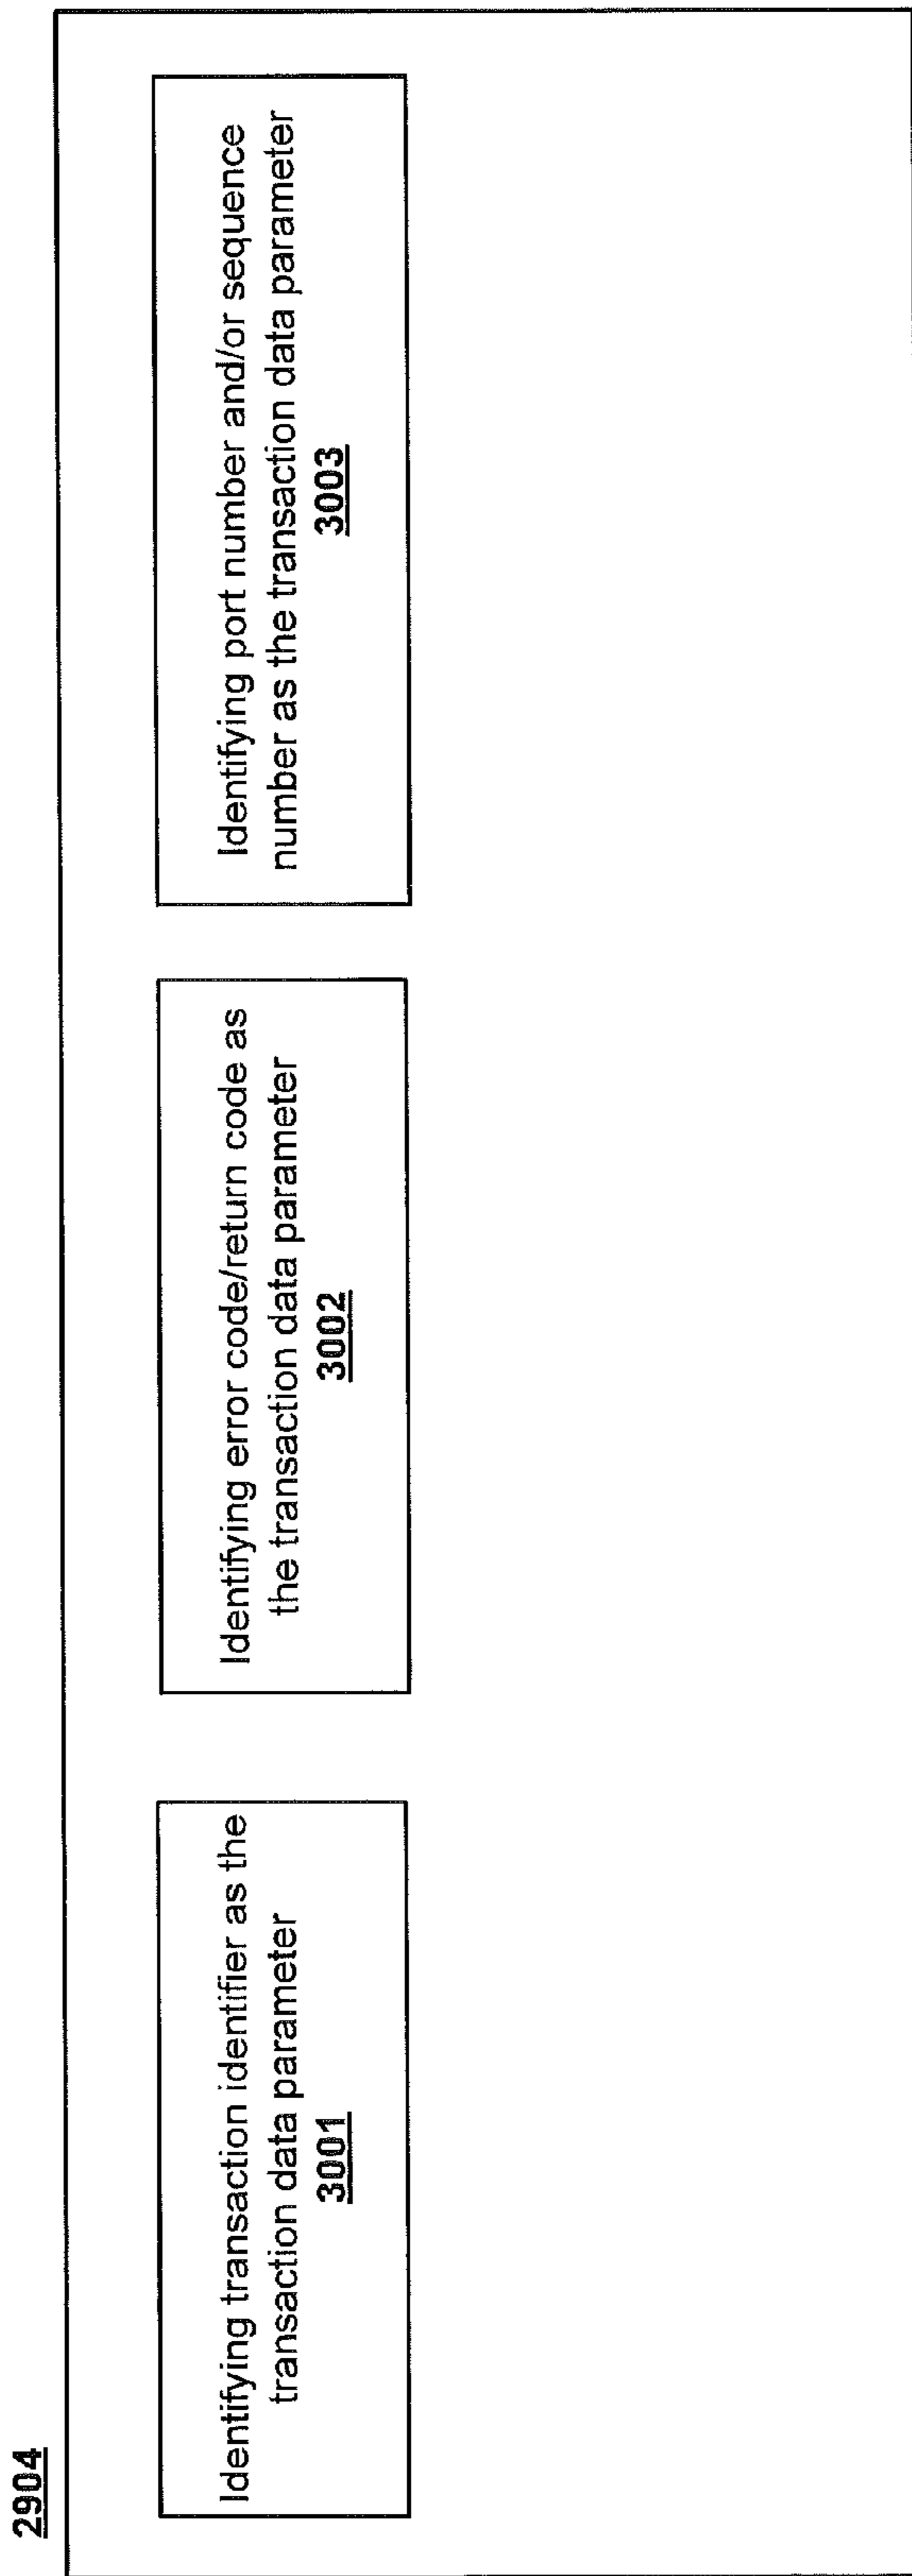 2904
Identifying transaction identifier as the
transaction data parameter
3001
Identifying error code/return code as
the transaction data parameter
3002
Identifying port number and/or sequence
number as the transaction data parameter
3003